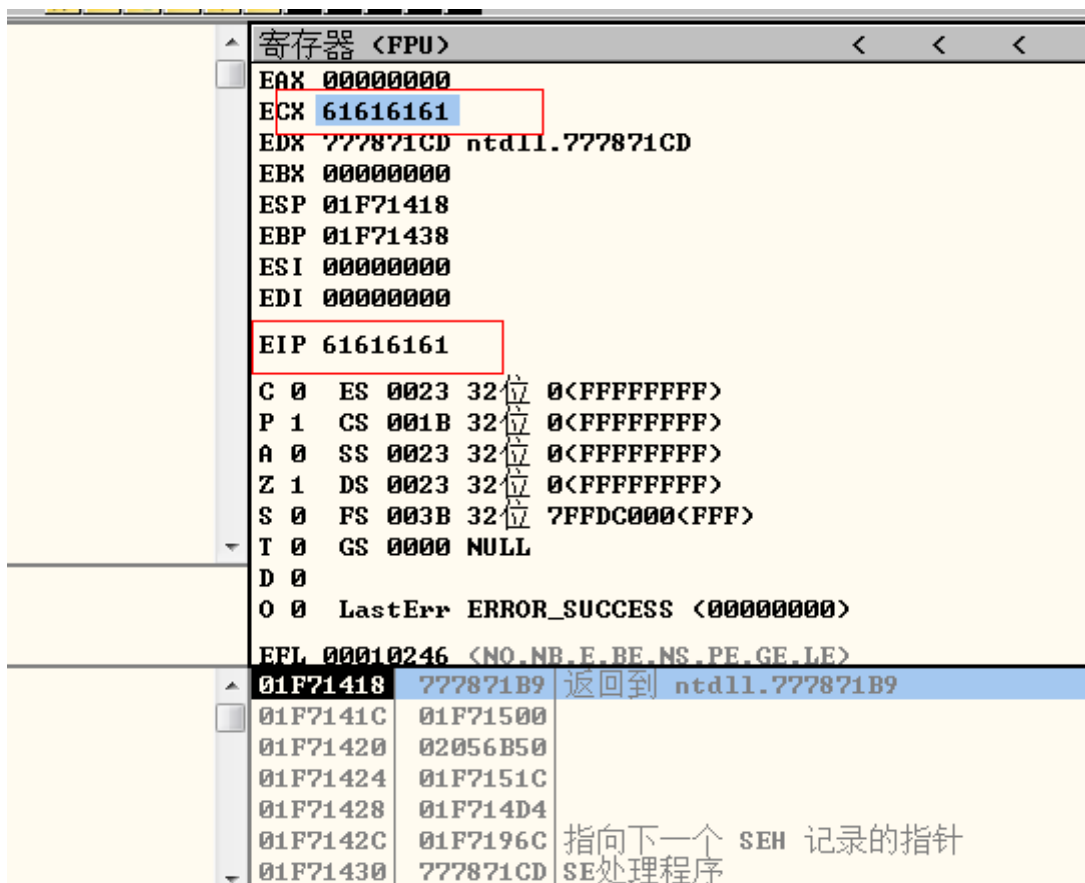 寄存器 (FPU) < < <
EAX 00000000
ECX 61616161
EDX 777871CD ntdll.777871CD
EBX 00000000
ESP 01F71418
EBP 01F71438
ESI 00000000
EDI 00000000
EIP 61616161
C 0 ES 0023 32位 0(FFFFFFFF)
P 1 CS 001B 32位 0(FFFFFFFF)
A 0 SS 0023 32位 0(FFFFFFFF)
Z 1 DS 0023 32位 0(FFFFFFFF)
S 0 FS 003B 32位 7FFDC000(FFF)
T 0 GS 0000 NULL
D 0
O 0 LastErr ERROR_SUCCESS (00000000)
EFL 00010246 (NO,NB,E,BE,NS,PE,GE,LE)
01F71418 777871B9 返回到 ntdll.777871B9
01F7141C 01F71500
01F71420 02056B50
01F71424 01F7151C
01F71428 01F714D4
01F7142C 01F7196C 指向下一个 SEH 记录的指针
01F71430 777871CD SE处理程序